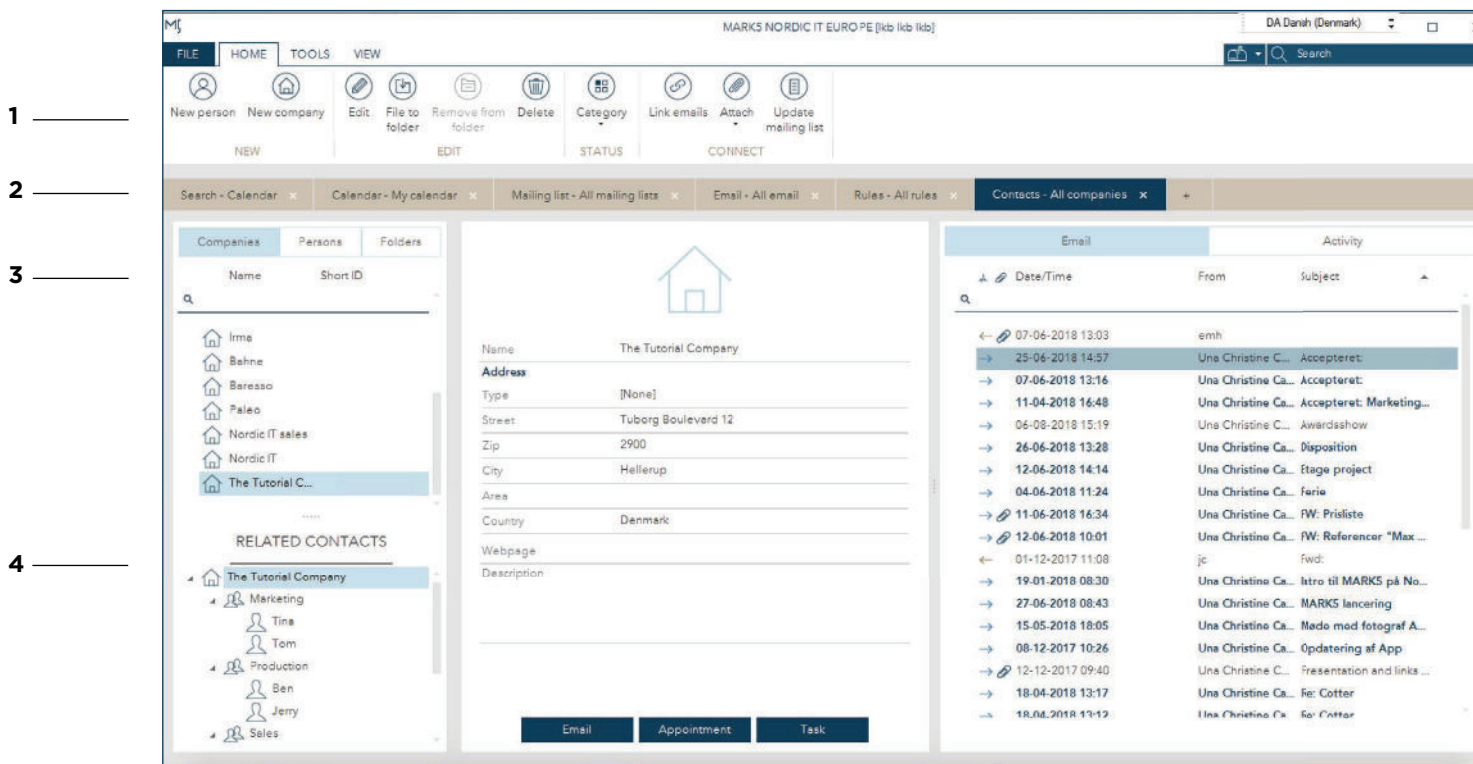 MARK5 NORDIC IT EUROPE [lkb lkb lkb]
DA Danish (Denmark)
FILE HOME TOOLS VIEW
Search
1
New person New company Edit File to folder Remove from folder Delete Category Link emails Attach Update mailing list
NEW EDIT STATUS CONNECT
2
Search - Calendar × Calendar - My calendar × Mailing list - All mailing lists × Email - All email × Rules - All rules × Contacts - All companies × +
3
Companies Persons Folders
Name Short ID
Irma
Bahne
Baresso
Paleo
Nordic IT sales
Nordic IT
The Tutorial C...
4
RELATED CONTACTS
The Tutorial Company
Marketing
Tina
Tom
Production
Ben
Jerry
Sales
Name The Tutorial Company
Address
Type [None]
Street Tuborg Boulevard 12
Zip 2900
City Hellerup
Area
Country Denmark
Webpage
Description
Email Appointment Task
Email Activity
Date/Time From Subject
07-06-2018 13:03 emh
25-06-2018 14:57 Una Christine C... Accepteret:
07-06-2018 13:16 Una Christine Ca... Accepteret:
11-04-2018 16:48 Una Christine Ca... Accepteret: Marketing...
06-08-2018 15:19 Una Christine C... Awardsshow
26-06-2018 13:28 Una Christine Ca... Disposition
12-06-2018 14:14 Una Christine Ca... Etage project
04-06-2018 11:24 Una Christine Ca... Ferie
11-06-2018 16:34 Una Christine Ca... FW: Prisliste
12-06-2018 10:01 Una Christine Ca... FW: Referencer "Max ...
01-12-2017 11:08 jc Fwd:
19-01-2018 08:30 Una Christine Ca... Intro til MARK5 på No...
27-06-2018 08:43 Una Christine Ca... MARK5 lancering
15-05-2018 18:05 Una Christine Ca... Møde med fotograf A...
08-12-2017 10:26 Una Christine Ca... Opdatering af App
12-12-2017 09:40 Una Christine C... Presentation and links ...
18-04-2018 13:17 Una Christine Ca... Re: Cotter
18-04-2018 13:12 Una Christine Ca... Re: Cotter